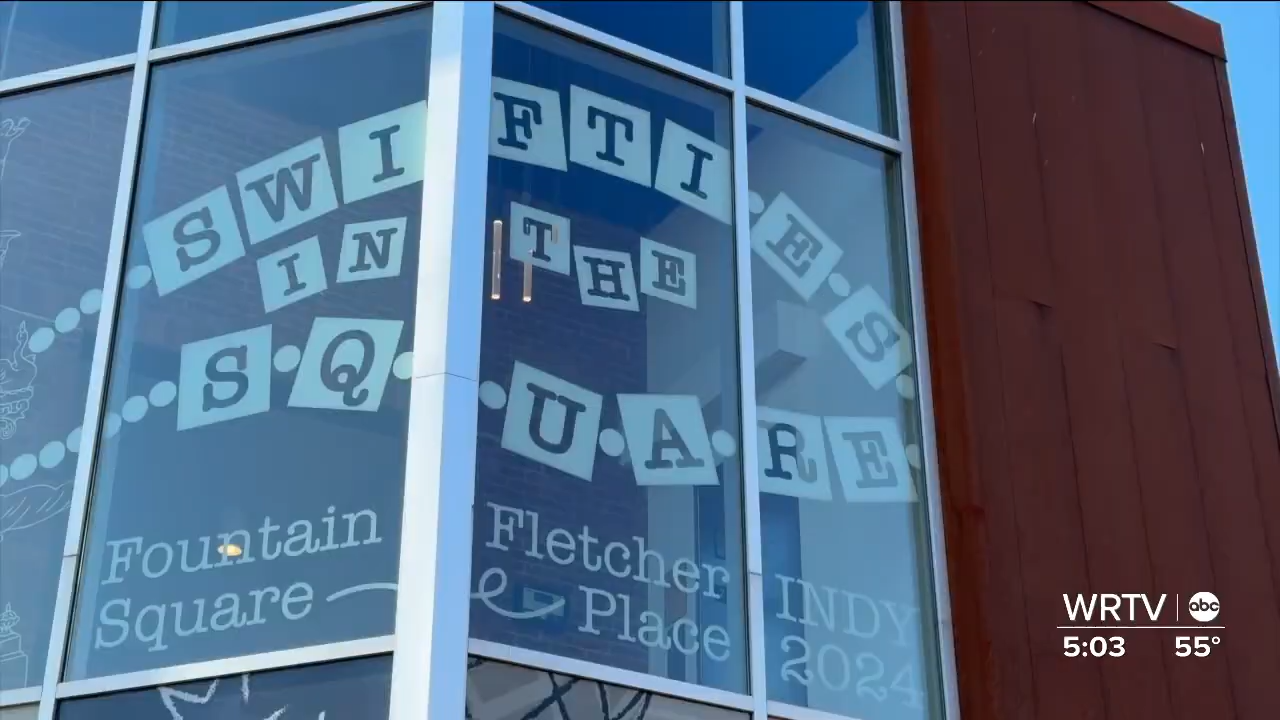 SWIFTIES
IN THE
SQUARE
Fountain Fletcher
Square & Place
INDY
2024
WRTV abc
5:03 55°